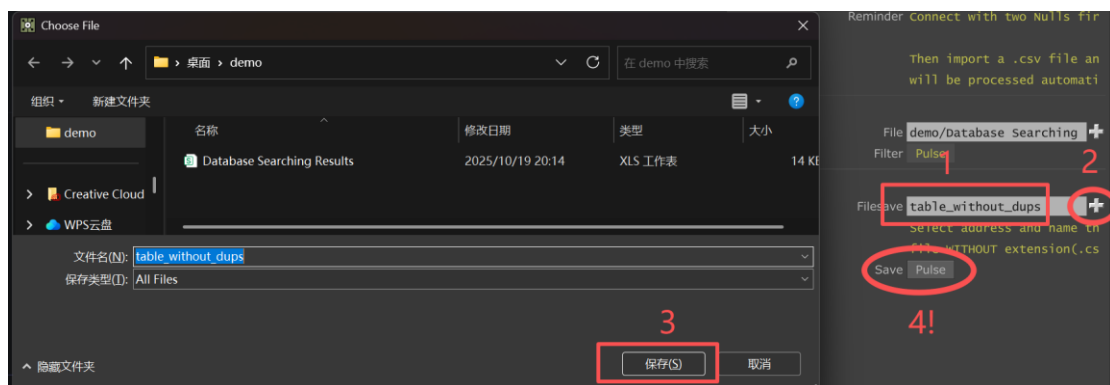 Choose File
桌面 › demo
在 demo 中搜索
组织
新建文件夹
demo
名称
修改日期
类型
大小
Database Searching Results
2025/10/19 20:14
XLS 工作表
14 KE
Creative Cloud
WPS云盘
文件名(N):
table_without_dups
保存类型(T):
All Files
3
隐藏文件夹
保存(S)
取消
Reminder Connect with two Nulls fir
Then import a .csv file an
will be processed automati
File demo/Database Searching
Filter Pulse
1
2
Filesave table_without_dups
Select address and name th
file WITHOUT extension(.cs
Save Pulse
4!